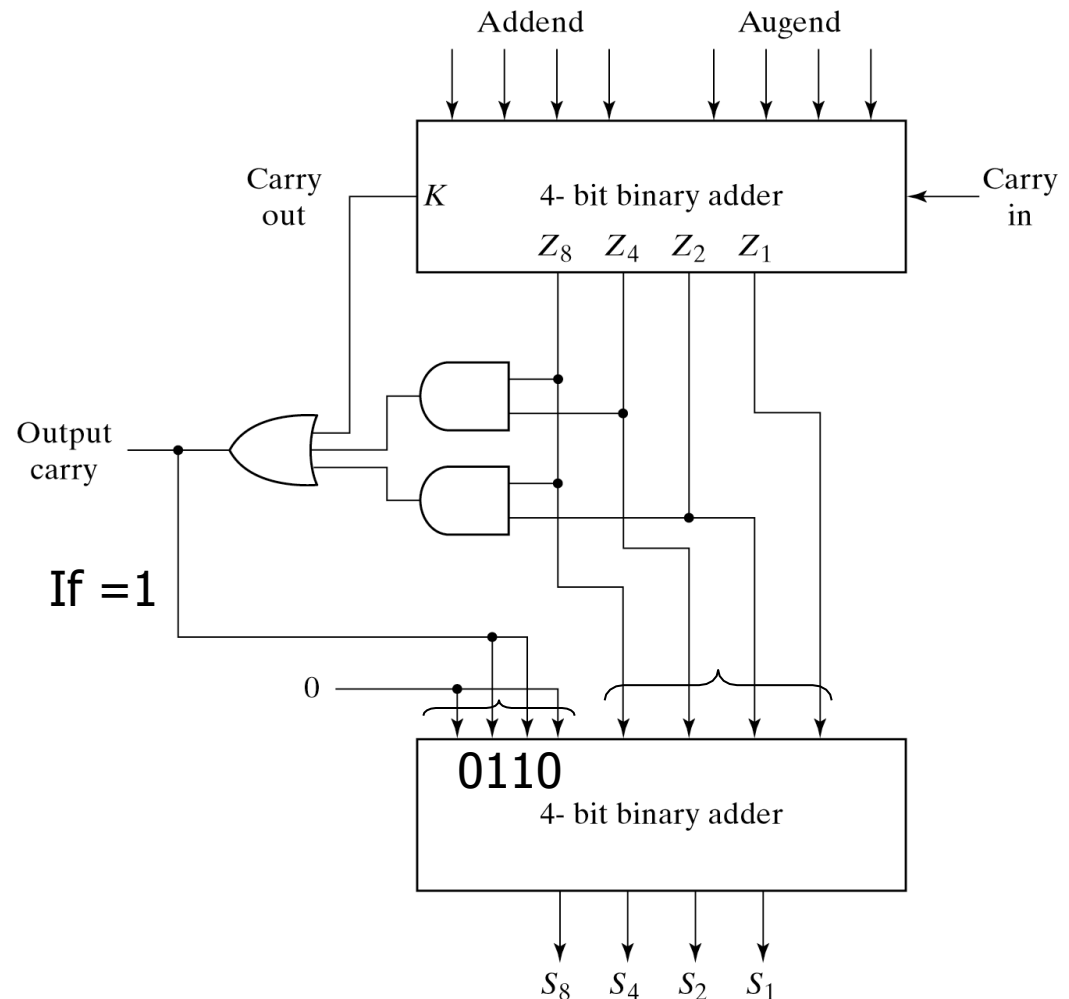 Addend
Augend
Carry
out
K
4- bit binary adder
Carry
in
Z8 Z4 Z2 Z1
Output
carry
If =1
0
0110
4- bit binary adder
S8 S4 S2 S1